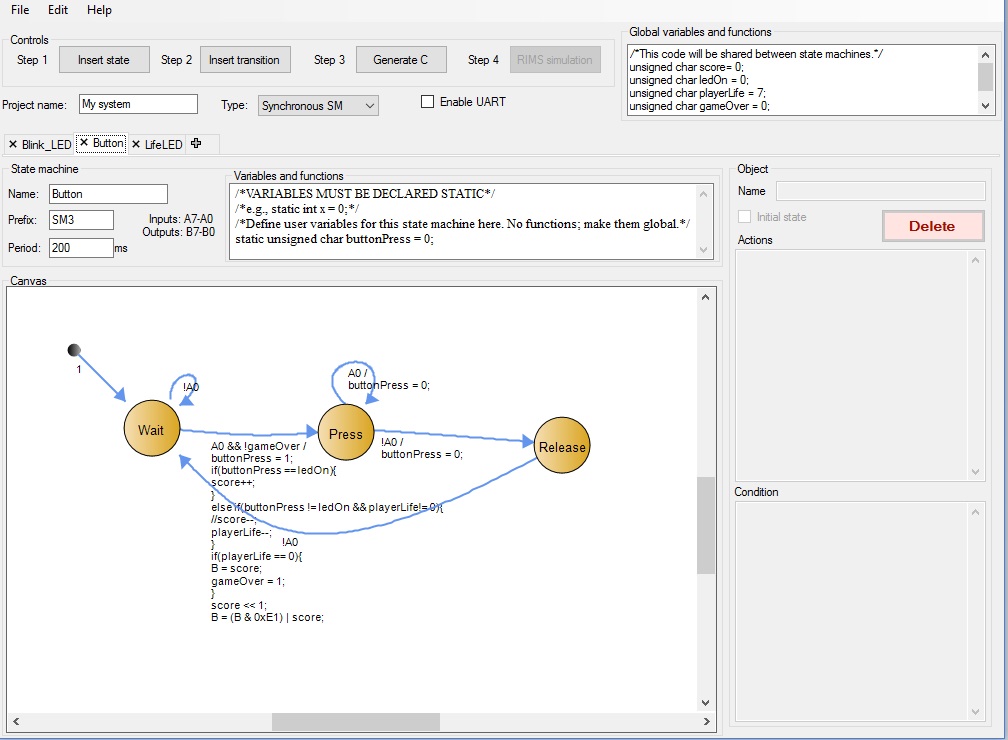 File Edit Help
Controls
Step 1 Insert state Step 2 Insert transition Step 3 Generate C Step 4 RIMS simulation
Project name: My system Type: Synchronous SM Enable UART
Global variables and functions
/*This code will be shared between state machines.*/
unsigned char score= 0;
unsigned char ledOn = 0;
unsigned char playerLife = 7;
unsigned char gameOver = 0;
Blink_LED Button LifeLED
State machine
Name: Button
Prefix: SM3
Inputs: A7-A0
Outputs: B7-B0
Period: 200 ms
Variables and functions
/*VARIABLES MUST BE DECLARED STATIC*/
/*e.g., static int x = 0;*/
/*Define user variables for this state machine here. No functions; make them global.*/
static unsigned char buttonPress = 0;
Object
Name
Initial state
Delete
Actions
Condition
Canvas
1
Wait
!A0
A0 /
buttonPress = 0;
Press
Release
!A0 /
buttonPress = 0;
A0 && !gameOver /
buttonPress = 1;
if(buttonPress == ledOn){
score++;
}
else if(buttonPress != ledOn && playerLife!= 0){
//score--;
playerLife--;
}
!A0
if(playerLife == 0){
B = score;
gameOver = 1;
}
score << 1;
B = (B & 0xE1) | score;